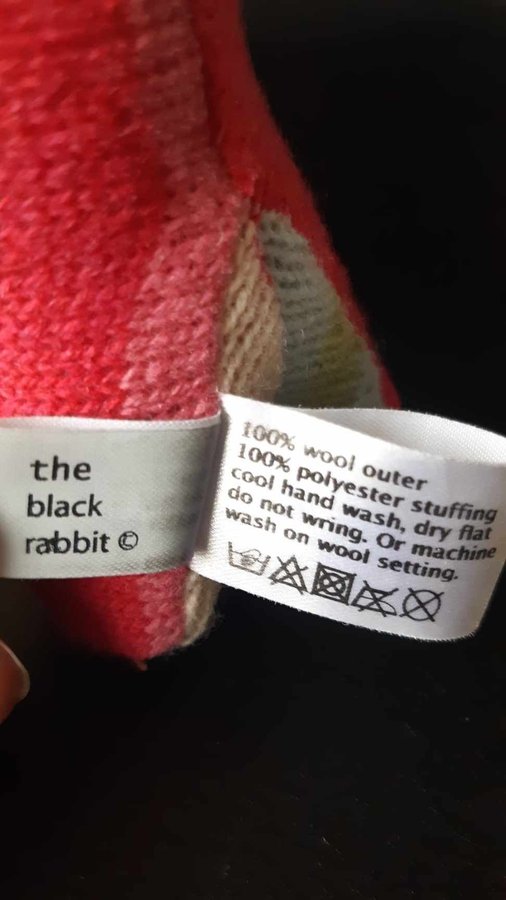 the
black
rabbit ©
100% wool outer
100% polyester stuffing
cool hand wash, dry flat
do not wring. Or machine
wash on wool setting.